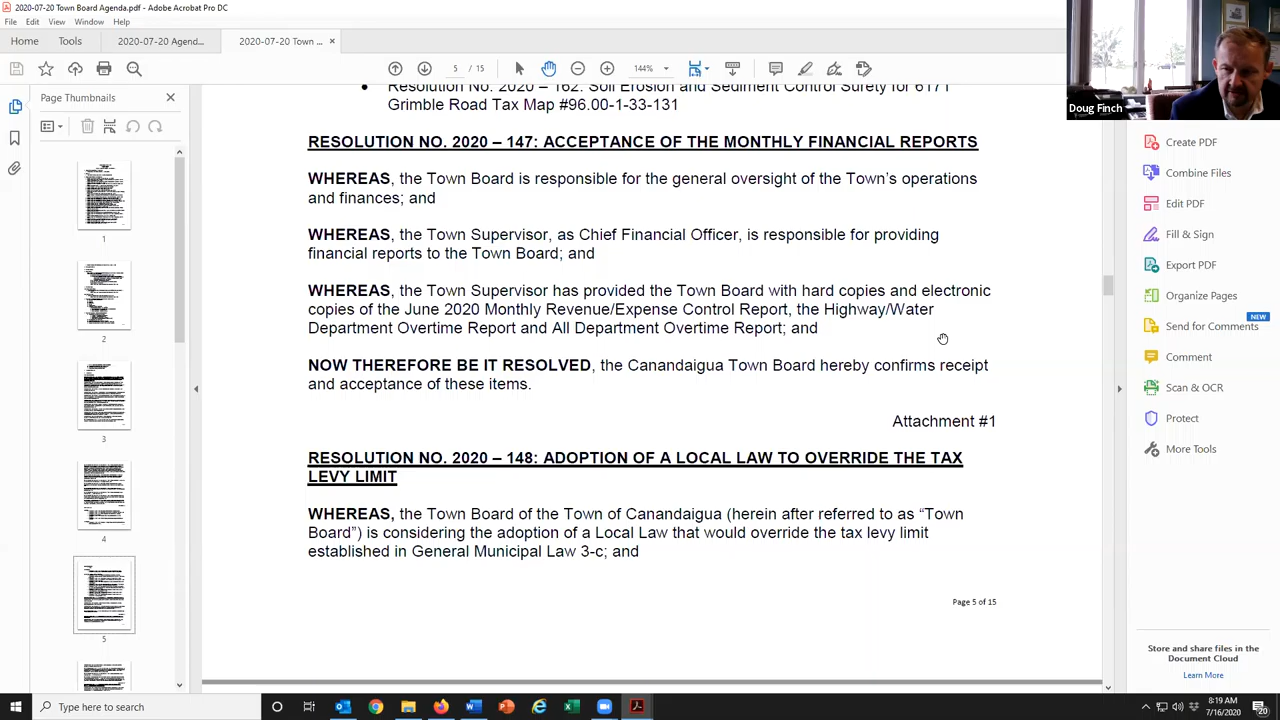 2020-07-20 Town Board Agenda.pdf - Adobe Acrobat Pro DC
File Edit View Window Help
Home Tools 2020-07-20 Agend... 2020-07-20 Town ... ×
5 15 144%
Page Thumbnails
1
2
3
4
5
• Resolution No. 2020 – 162: Soil Erosion and Sediment Control Surety for 6171
Grimble Road Tax Map #96.00-1-33-131
RESOLUTION NO. 2020 – 147: ACCEPTANCE OF THE MONTHLY FINANCIAL REPORTS
WHEREAS, the Town Board is responsible for the general oversight of the Town's operations
and finances; and
WHEREAS, the Town Supervisor, as Chief Financial Officer, is responsible for providing
financial reports to the Town Board; and
WHEREAS, the Town Supervisor has provided the Town Board with hard copies and electronic
copies of the June 2020 Monthly Revenue/Expense Control Report, the Highway/Water
Department Overtime Report and All Department Overtime Report; and
NOW THEREFORE BE IT RESOLVED, the Canandaigua Town Board hereby confirms receipt
and acceptance of these items.
Attachment #1
RESOLUTION NO. 2020 – 148: ADOPTION OF A LOCAL LAW TO OVERRIDE THE TAX
LEVY LIMIT
WHEREAS, the Town Board of the Town of Canandaigua (herein after referred to as “Town
Board”) is considering the adoption of a Local Law that would override the tax levy limit
established in General Municipal Law 3-c; and
Page 5 of 15
Doug Finch
Create PDF
Combine Files
Edit PDF
Fill & Sign
Export PDF
Organize Pages
NEW
Send for Comments
Comment
Scan & OCR
Protect
More Tools
Store and share files in the
Document Cloud
Learn More
Type here to search
8:19 AM
7/16/2020
20